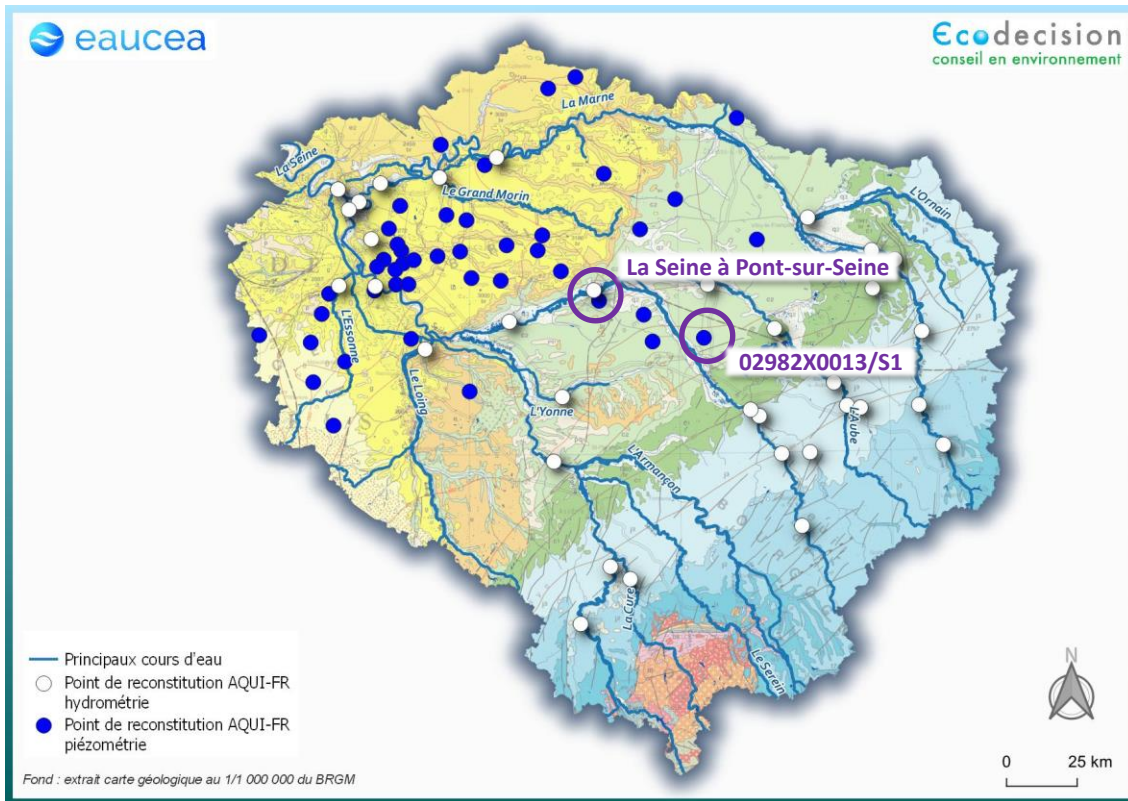 eaucea
Ecodecision
conseil en environnement
La Marne
La Seine
Le Grand Morin
L'Ornain
La Seine à Pont-sur-Seine
02982X0013/S1
L'Essonne
Le Loing
L'Yonne
L'Aube
L'Armançon
La Cure
Le Serein
Principaux cours d'eau
Point de reconstitution AQUI-FR
hydrométrie
Point de reconstitution AQUI-FR
piézométrie
Fond : extrait carte géologique au 1/1 000 000 du BRGM
N
0 25 km